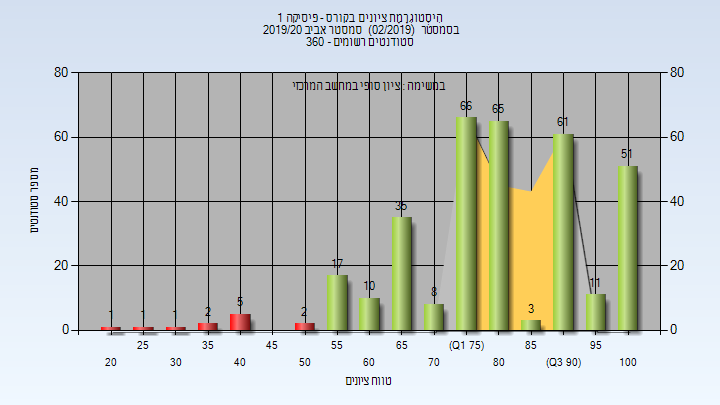 היסטוגרמת ציונים בקורס - פיסיקה 1
בסמסטר (02/2019) סמסטר אביב 2019/20
סטודנטים רשומים - 360
במשימה : ציון סופי במחשב המרכזי
80 60 40 20 0
מספר סטודנטים
80 60 40 20 0
1 1 1 2 5 2 17 10 35 8 66 65 3 61 11 51
25 35 45 55 65 (Q1 75) 85 95
20 30 40 50 60 70 80 (Q3 90) 100
טווח ציונים